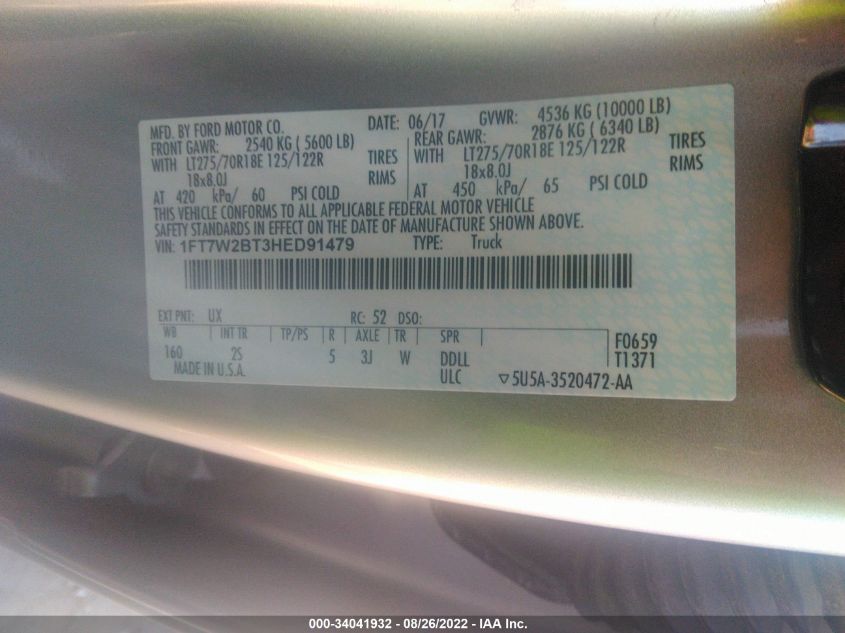 MFD. BY FORD MOTOR CO. DATE: 06/17 GVWR: 4536 KG (10000 LB)
FRONT GAWR: 2540 KG ( 5600 LB) REAR GAWR: 2876 KG ( 6340 LB)
WITH LT275/70R18E 125/122R TIRES WITH LT275/70R18E 125/122R TIRES
18x8.0J RIMS 18x8.0J RIMS
AT 420 kPa/ 60 PSI COLD AT 450 kPa/ 65 PSI COLD
THIS VEHICLE CONFORMS TO ALL APPLICABLE FEDERAL MOTOR VEHICLE
SAFETY STANDARDS IN EFFECT ON THE DATE OF MANUFACTURE SHOWN ABOVE.
VIN: 1FT7W2BT3HED91479 TYPE: Truck
EXT PNT: UX RC: 52 DSO:
WB INT TR TP/PS R AXLE TR SPR F0659
160 2S 5 3J W DDLL T1371
MADE IN U.S.A. ULC ▽5U5A-3520472-AA
000-34041932 - 08/26/2022 - IAA Inc.